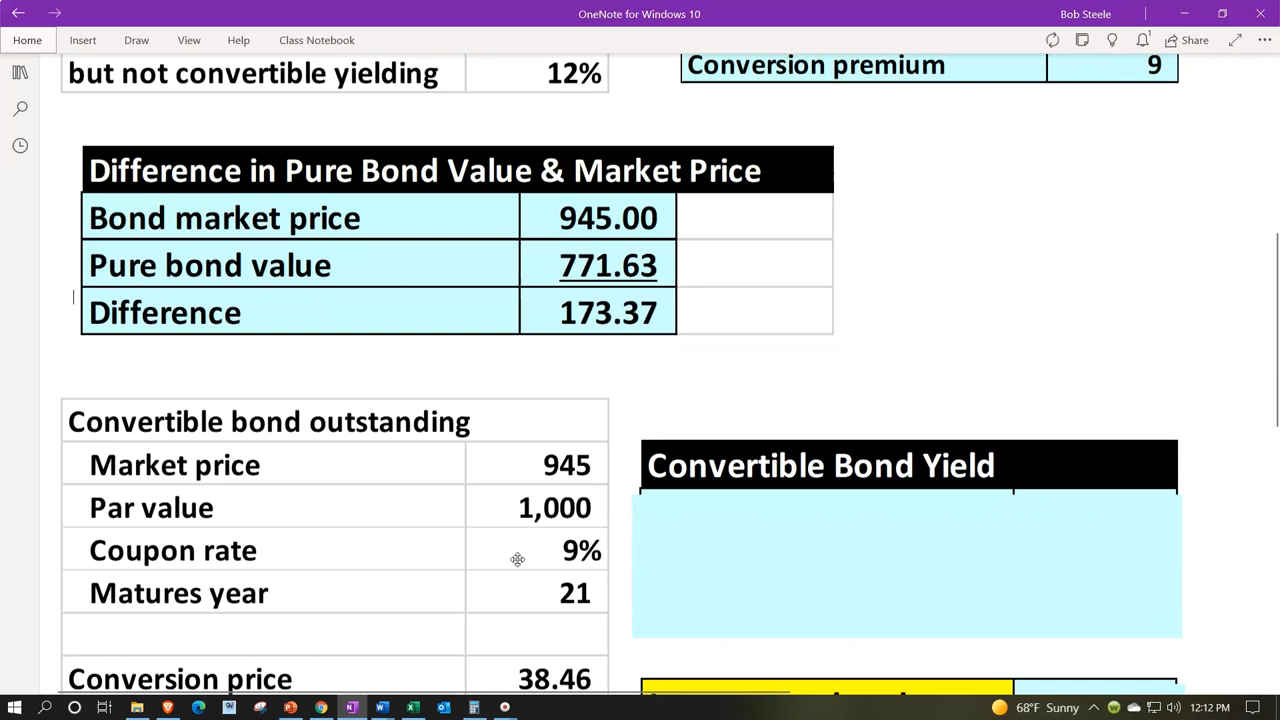 OneNote for Windows 10
Bob Steele
Home Insert Draw View Help Class Notebook Share
but not convertible yielding 12%
Conversion premium 9
Difference in Pure Bond Value & Market Price
Bond market price 945.00
Pure bond value 771.63
Difference 173.37
Convertible bond outstanding
Market price 945
Par value 1,000
Coupon rate 9%
Matures year 21
Conversion price 38.46
Convertible Bond Yield
68°F Sunny 12:12 PM